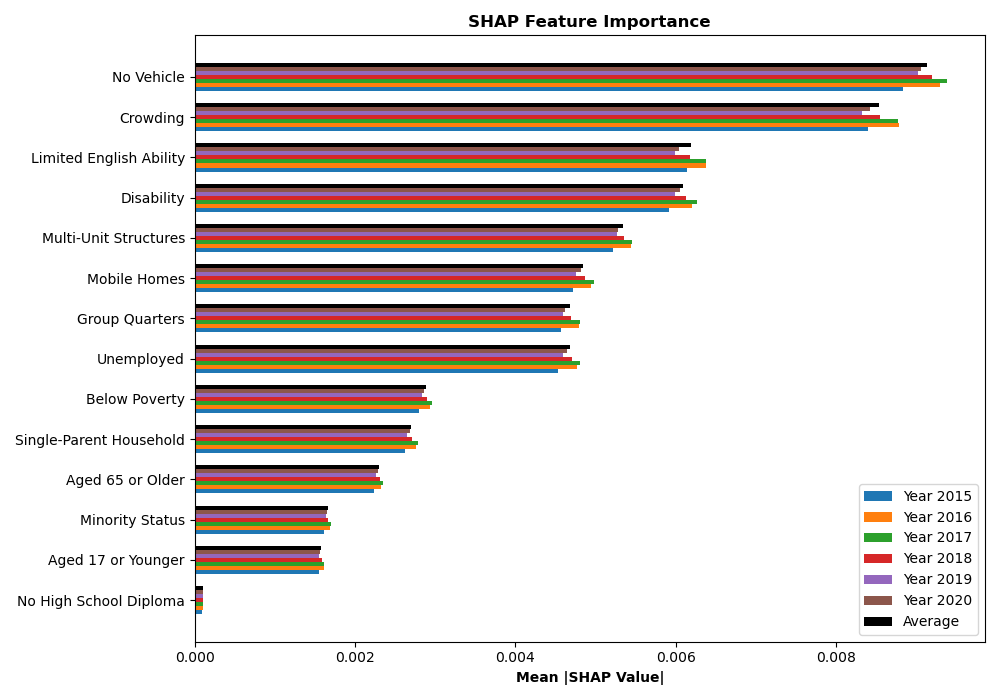 SHAP Feature Importance
No Vehicle
Crowding
Limited English Ability
Disability
Multi-Unit Structures
Mobile Homes
Group Quarters
Unemployed
Below Poverty
Single-Parent Household
Aged 65 or Older
Minority Status
Aged 17 or Younger
No High School Diploma
Year 2015
Year 2016
Year 2017
Year 2018
Year 2019
Year 2020
Average
0.000 0.002 0.004 0.006 0.008
Mean |SHAP Value|